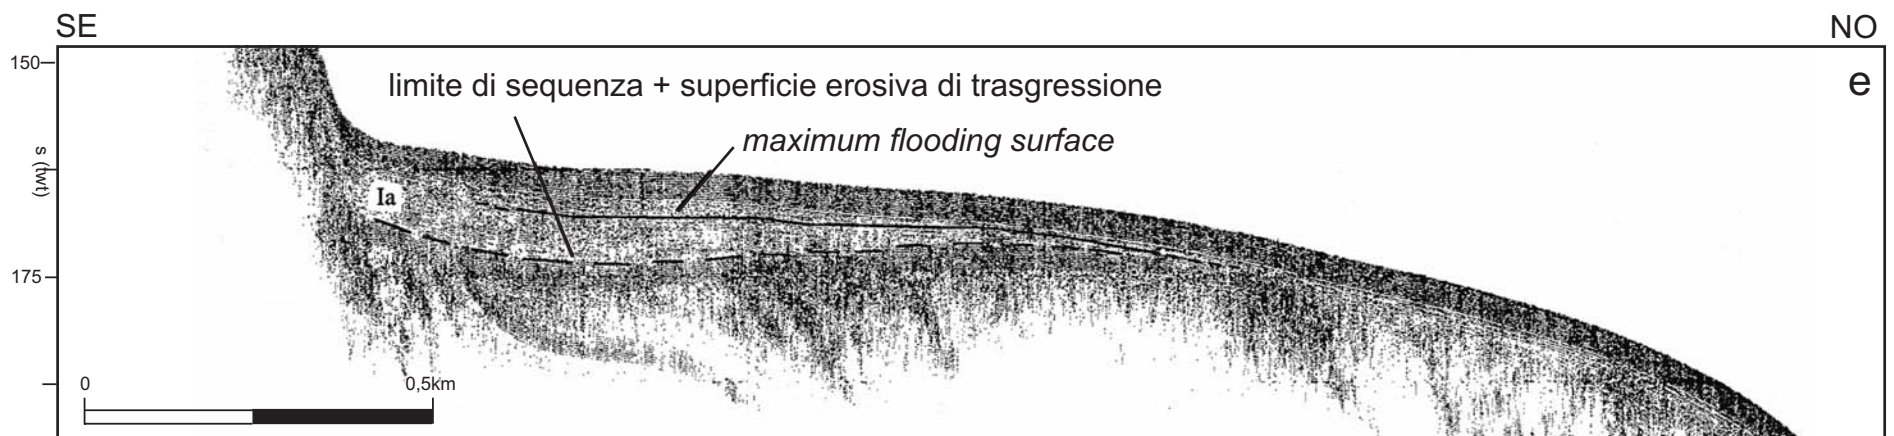 SE
NO
150
e
limite di sequenza + superficie erosiva di trasgressione
maximum flooding surface
s (twt)
Ia
175
0
0,5km